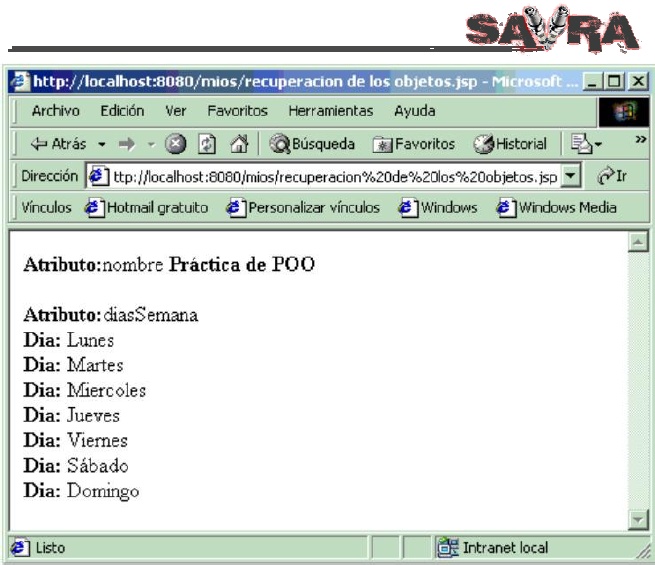 SAVRA
http://localhost:8080/mios/recuperacion de los objetos.jsp - Microsoft ...
Archivo Edición Ver Favoritos Herramientas Ayuda
Atrás Búsqueda Favoritos Historial »
Dirección ttp://localhost:8080/mios/recuperacion%20de%20los%20objetos.jsp Ir
Vínculos Hotmail gratuito Personalizar vínculos Windows Windows Media
Atributo:nombre Práctica de POO
Atributo:diasSemana
Dia: Lunes
Dia: Martes
Dia: Miercoles
Dia: Jueves
Dia: Viernes
Dia: Sábado
Dia: Domingo
Listo Intranet local